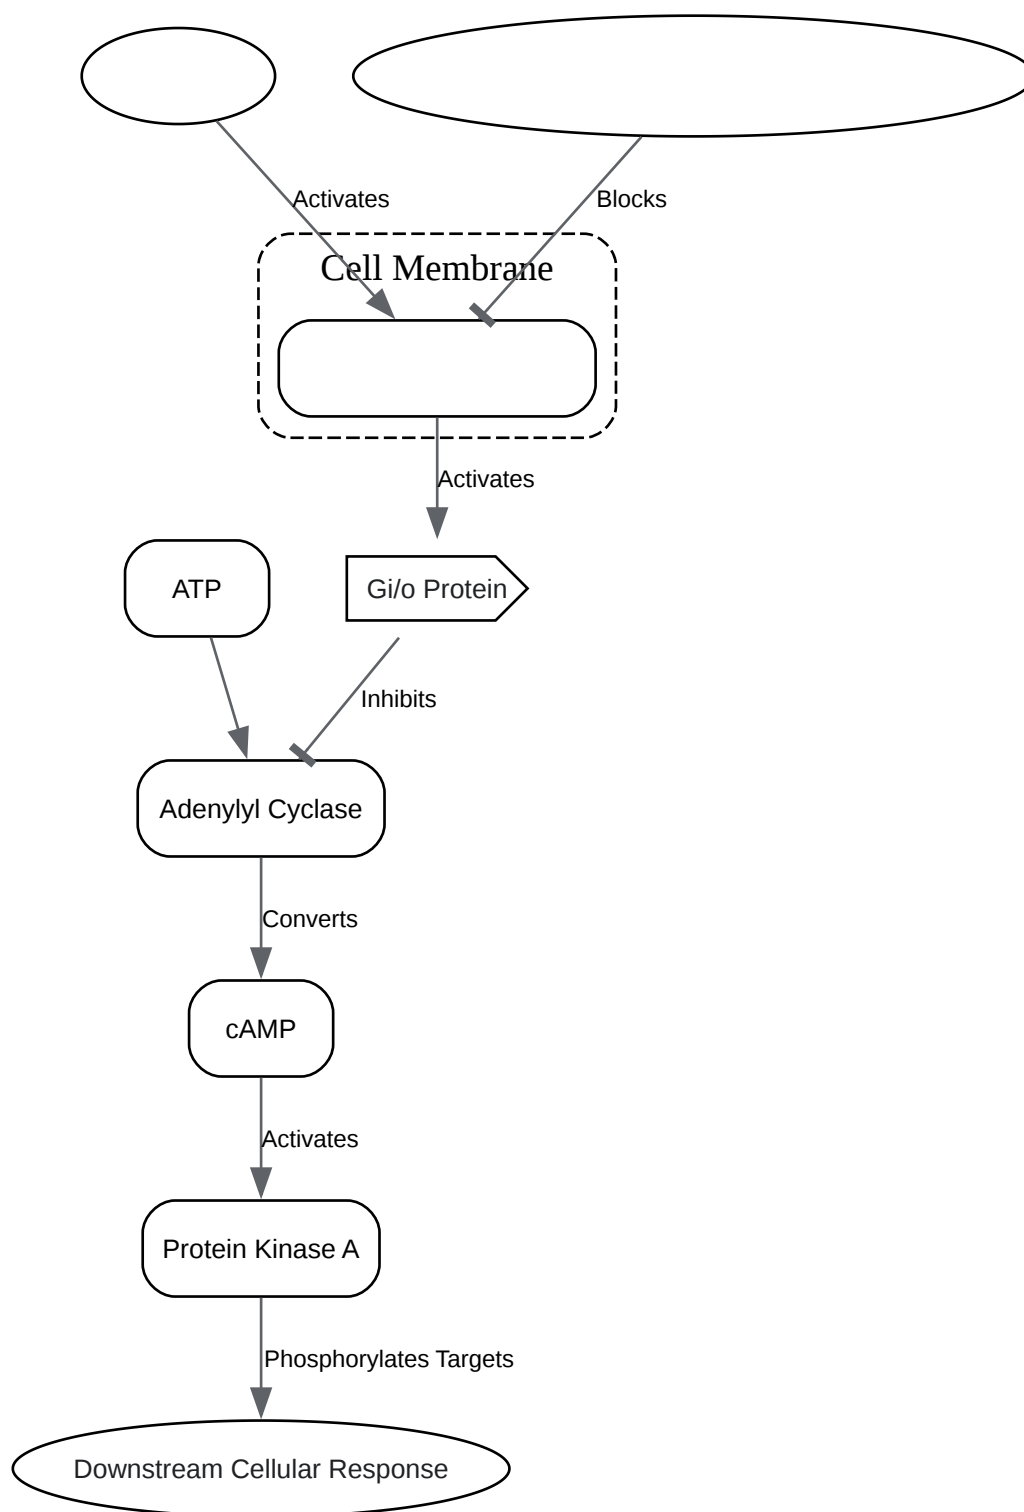 Activates
Blocks
Cell Membrane
Activates
ATP
Gi/o Protein
Inhibits
Adenylyl Cyclase
Converts
cAMP
Activates
Protein Kinase A
Phosphorylates Targets
Downstream Cellular Response